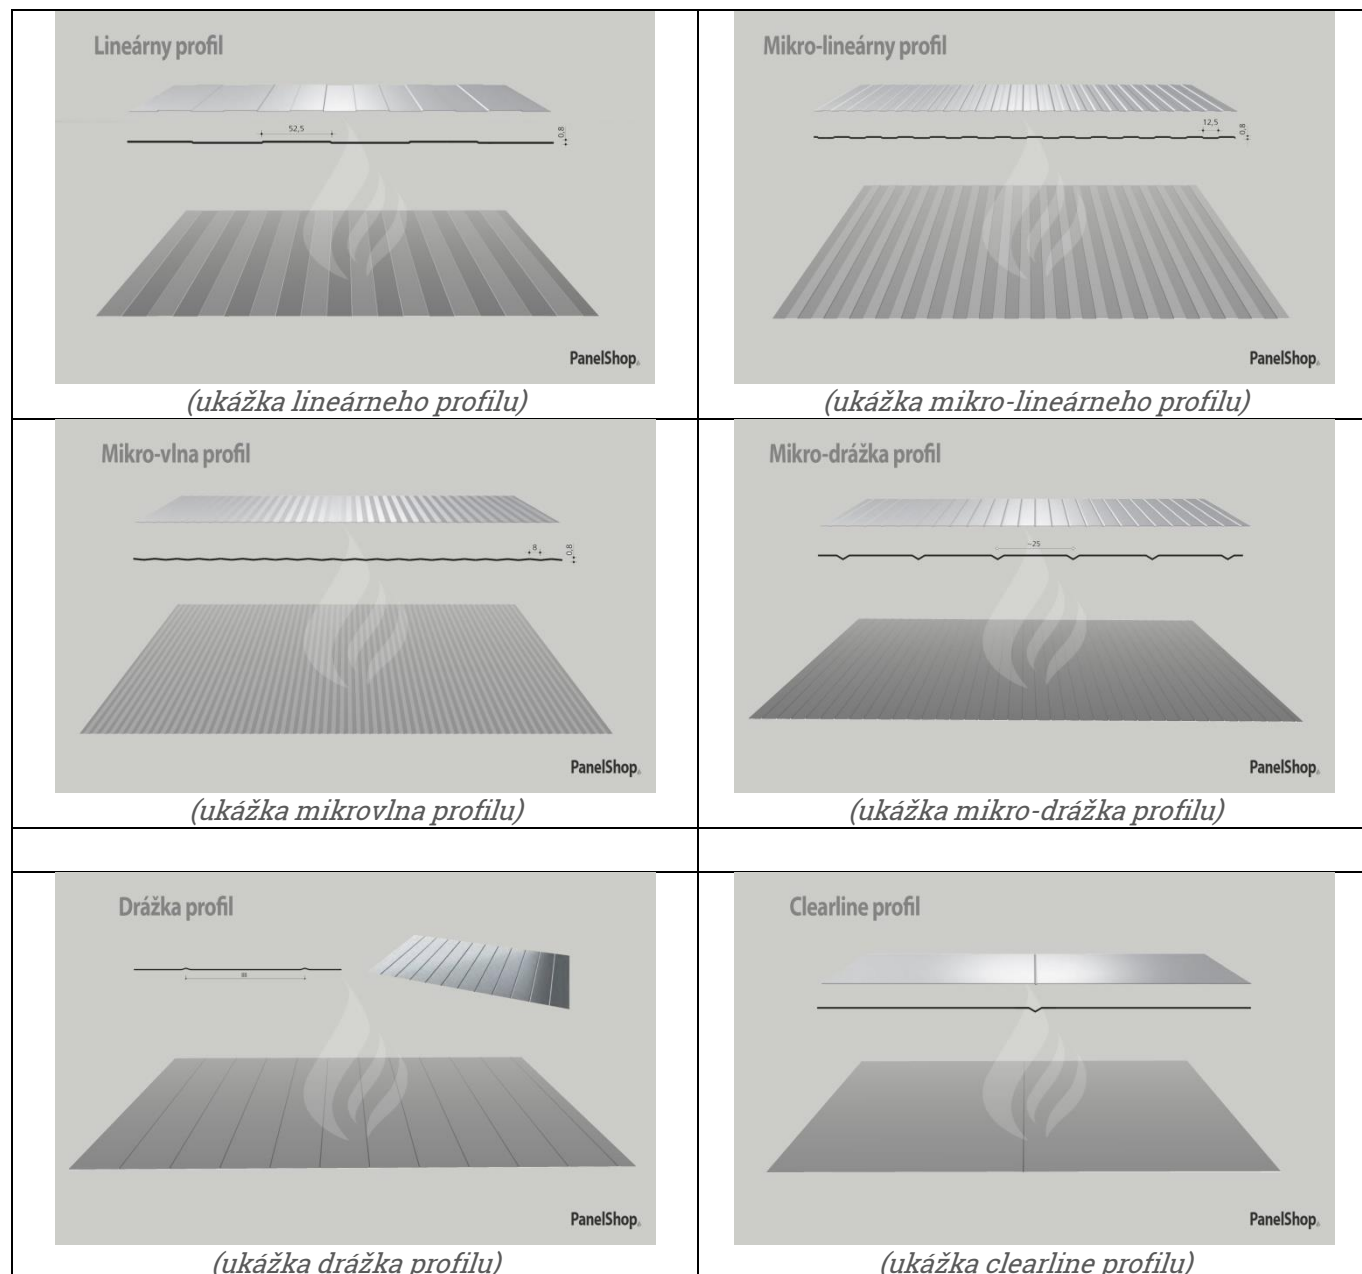 Lineárny profil
52,5
0,8
PanelShop
(ukážka lineárneho profilu)
Mikro-lineárny profil
12,5
0,8
PanelShop
(ukážka mikro-lineárneho profilu)
Mikro-vlna profil
8
0,8
PanelShop
(ukážka mikrovlna profilu)
Mikro-drážka profil
~25
PanelShop
(ukážka mikro-drážka profilu)
Drážka profil
PanelShop
(ukážka drážka profilu)
Clearline profil
PanelShop
(ukážka clearline profilu)